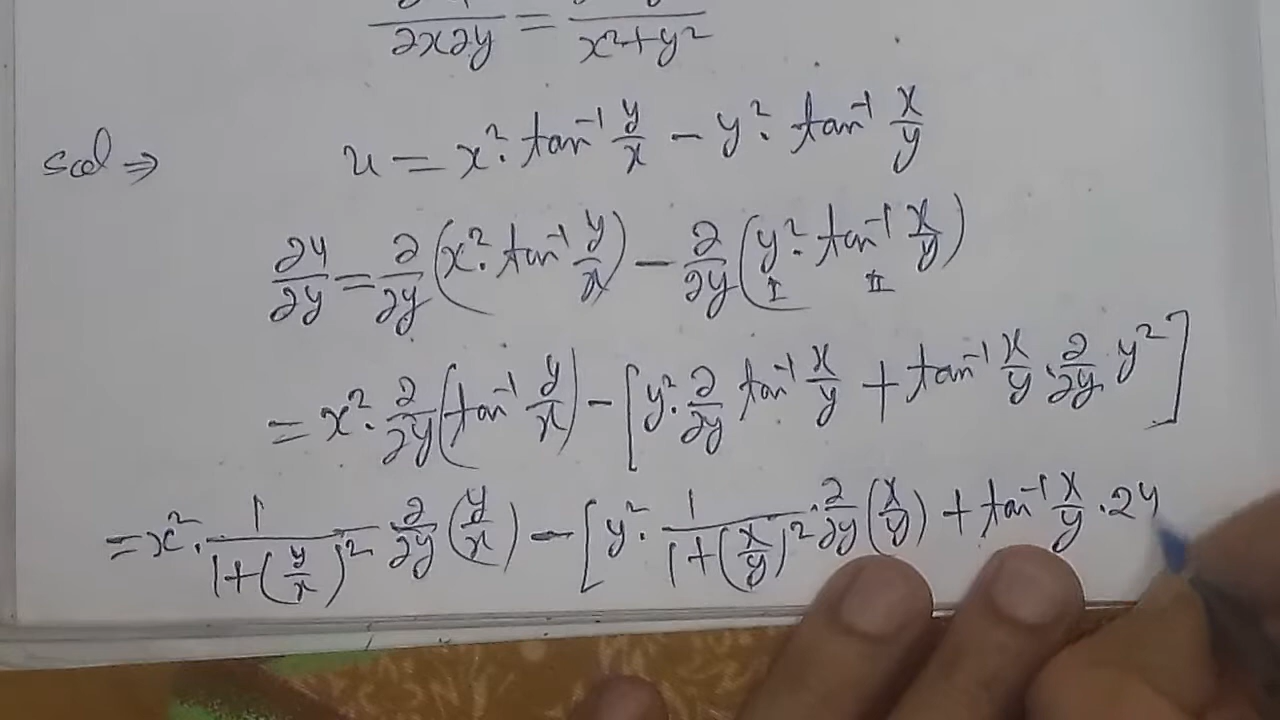 ∂x∂y = x²+y²
Sol ⇒ u = x². tan⁻¹ y/x − y². tan⁻¹ x/y
∂u/∂y = ∂/∂y (x². tan⁻¹ y/x) − ∂/∂y (y². tan⁻¹ x/y)
I II
= x². ∂/∂y (tan⁻¹ y/x) − [y². ∂/∂y tan⁻¹ x/y + tan⁻¹ x/y . ∂/∂y y²]
= x². 1/(1+(y/x)²) ∂/∂y (y/x) − [y². 1/(1+(x/y)²) . ∂/∂y (x/y) + tan⁻¹ x/y . 2y